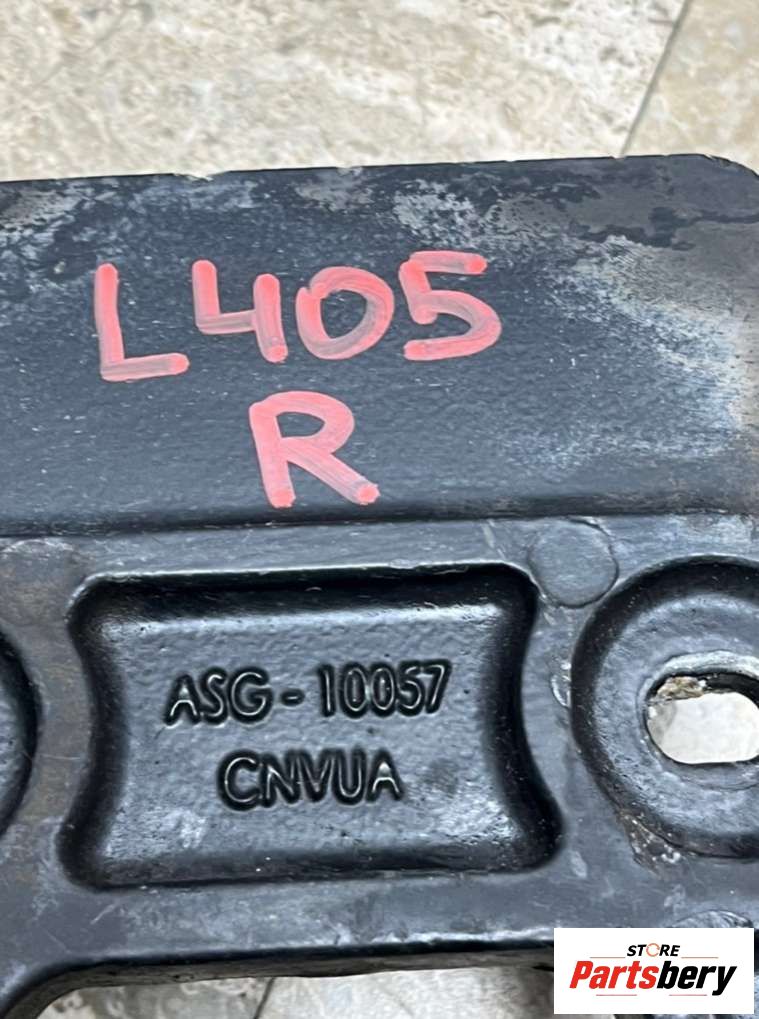 L405
R
ASG-10057
CNVUA
STORE
Partsbery